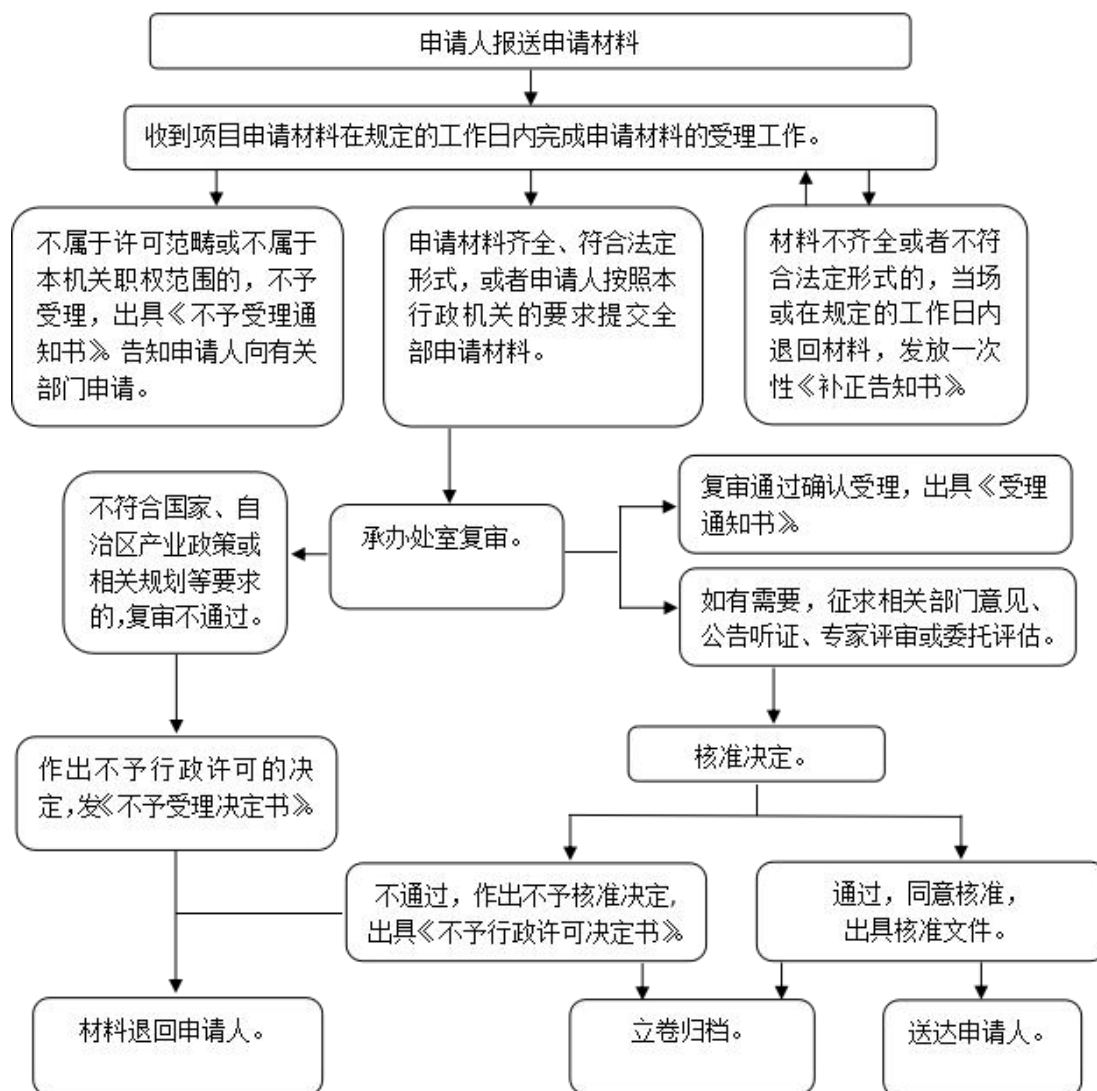 申请人报送申请材料
收到项目申请材料在规定的工作日内完成申请材料的受理工作。
不属于许可范畴或不属于
本机关职权范围的，不予
受理，出具《不予受理通
知书》。告知申请人向有关
部门申请。
申请材料齐全、符合法定
形式，或者申请人按照本
行政机关的要求提交全
部申请材料。
材料不齐全或者不符
合法定形式的，当场
或在规定的工作日内
退回材料，发放一次
性《补正告知书》。
不符合国家、自
治区产业政策或
相关规划等要求
的，复审不通过。
承办处室复审。
复审通过确认受理，出具《受理
通知书》。
如有需要，征求相关部门意见、
公告听证、专家评审或委托评估。
作出不予行政许可的决
定，发《不予受理决定书》。
核准决定。
不通过，作出不予核准决定，
出具《不予行政许可决定书》。
通过，同意核准，
出具核准文件。
材料退回申请人。
立卷归档。
送达申请人。